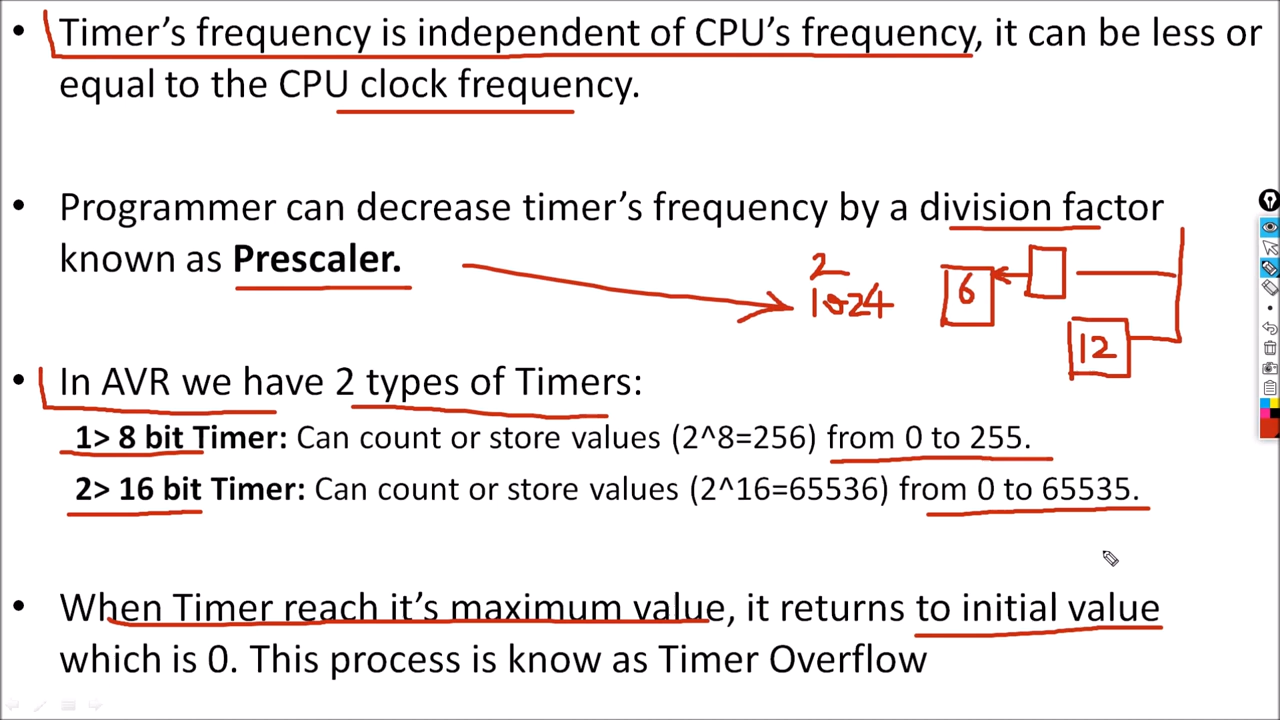 • Timer's frequency is independent of CPU's frequency, it can be less or
equal to the CPU clock frequency.
• Programmer can decrease timer's frequency by a division factor
known as Prescaler.
2
1024
6
12
• In AVR we have 2 types of Timers:
1> 8 bit Timer: Can count or store values (2^8=256) from 0 to 255.
2> 16 bit Timer: Can count or store values (2^16=65536) from 0 to 65535.
• When Timer reach it's maximum value, it returns to initial value
which is 0. This process is know as Timer Overflow